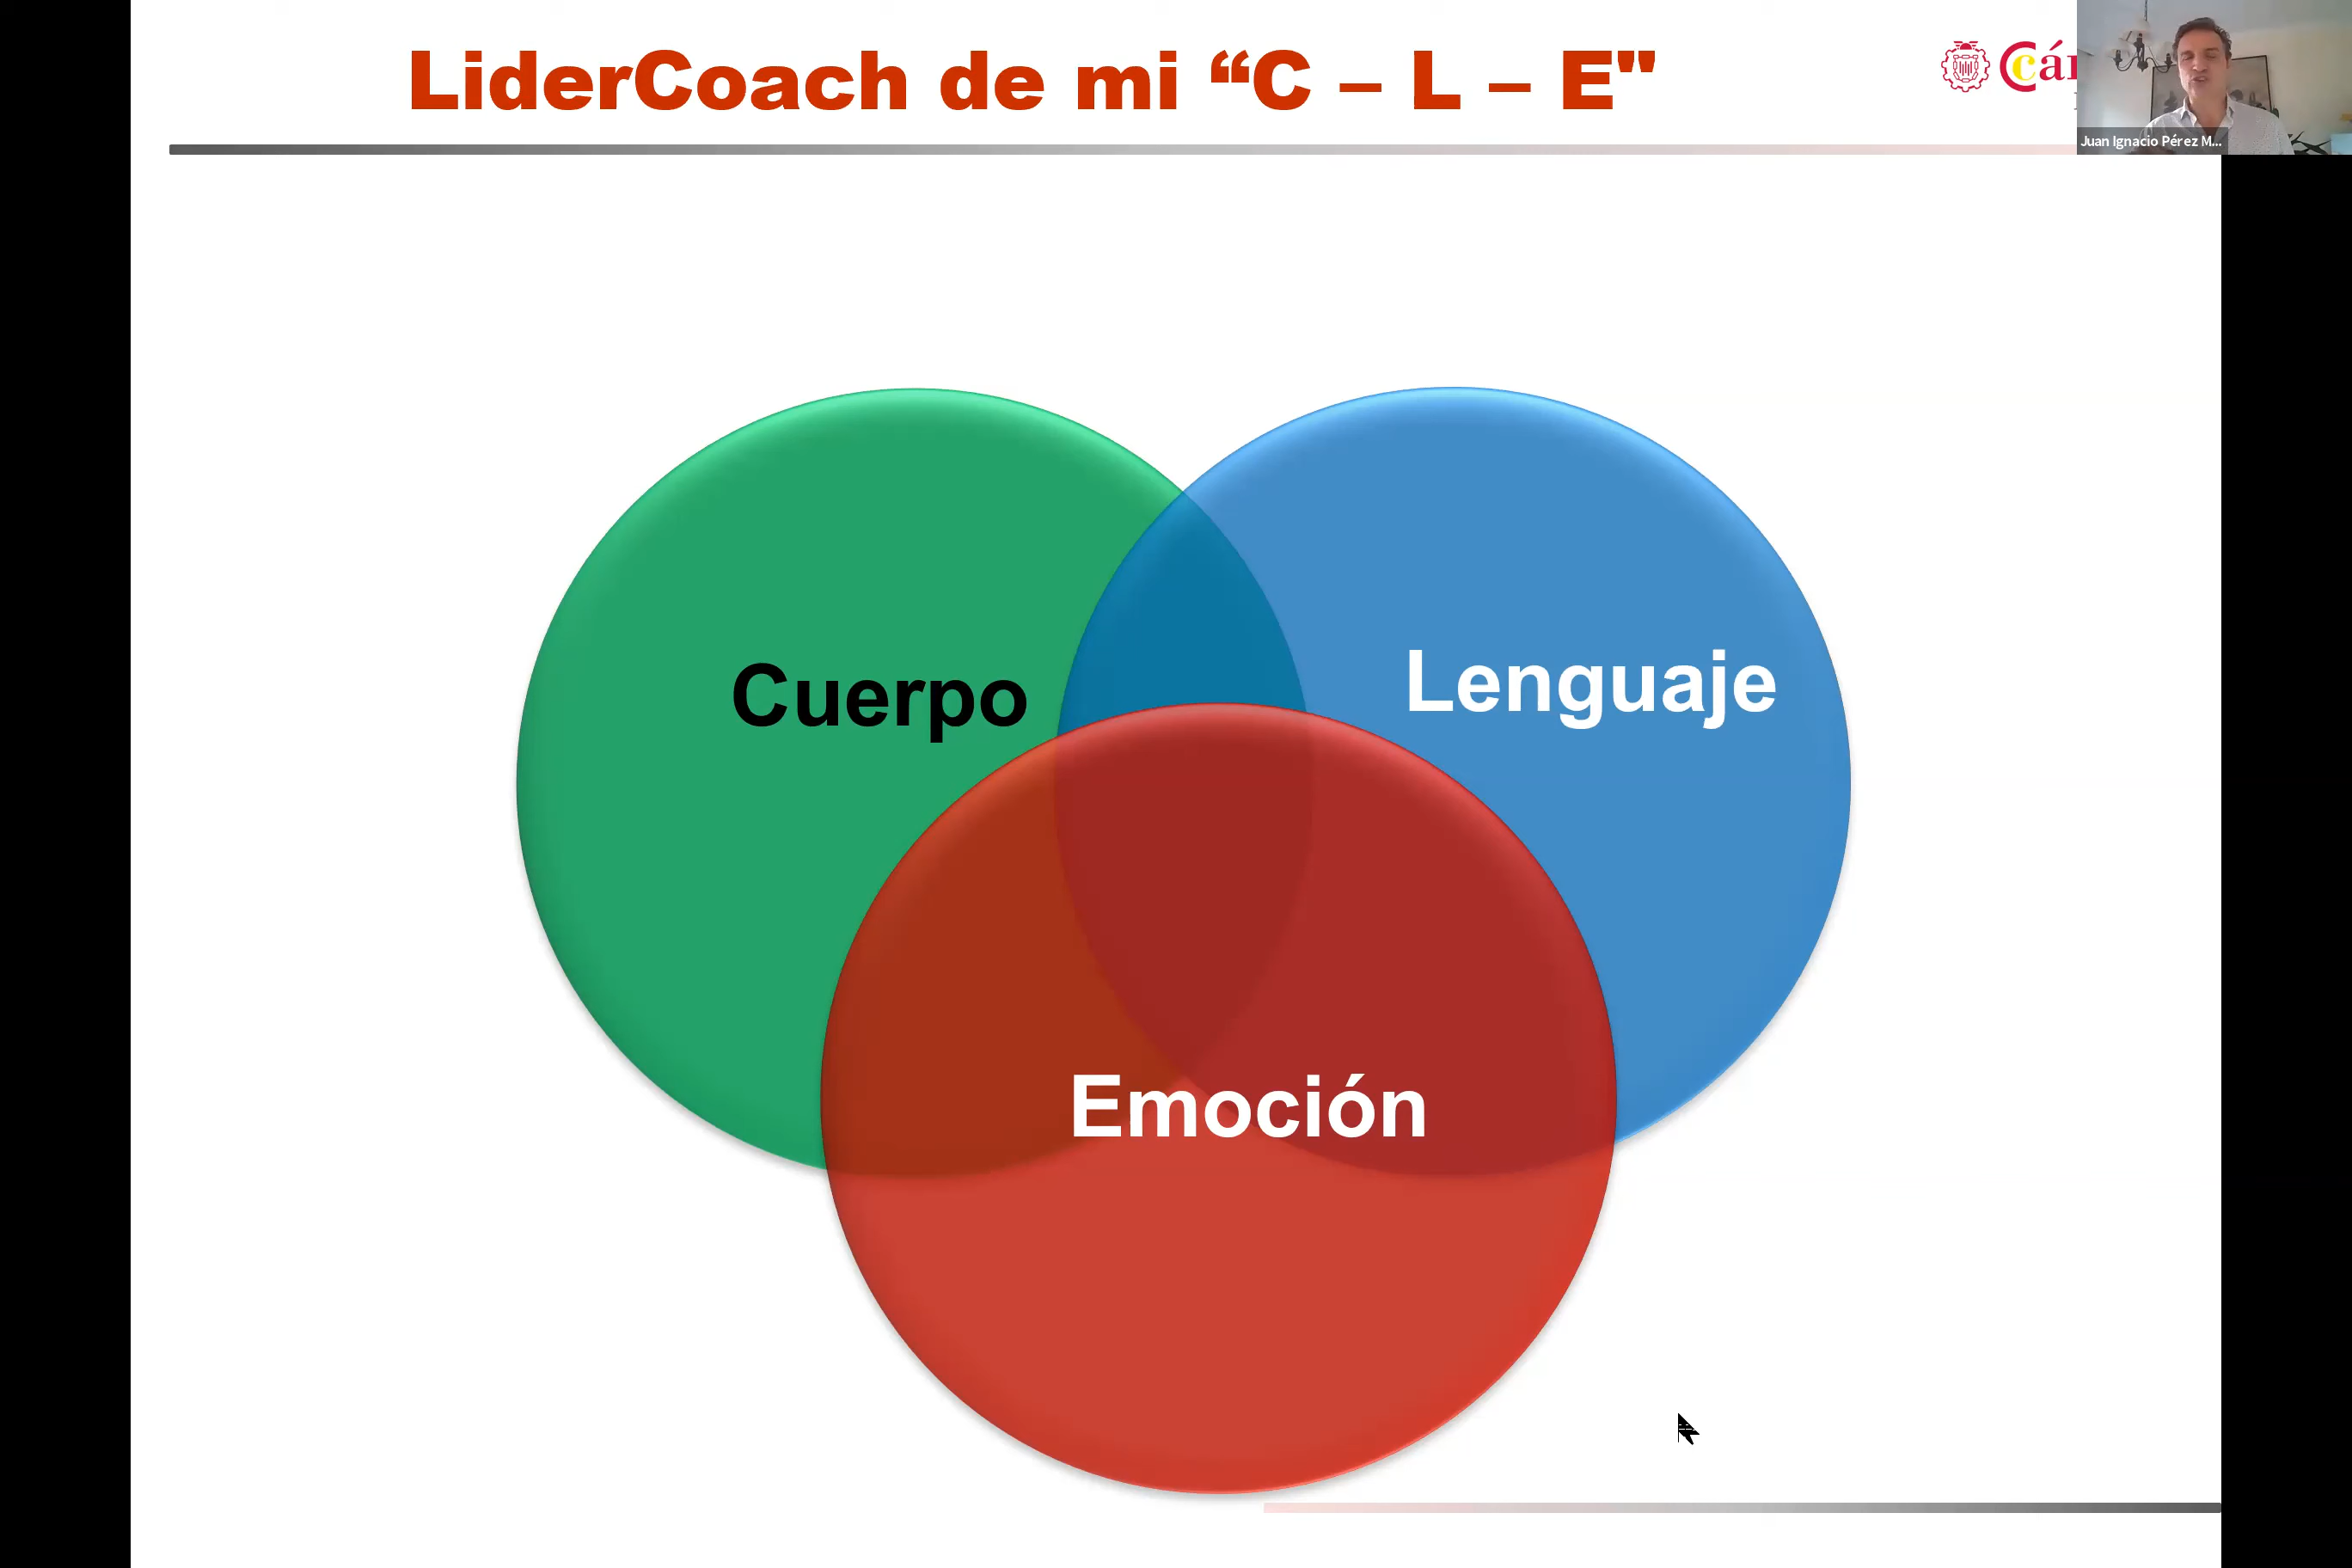 LiderCoach de mi “C – L – E"
Juan Ignacio Pérez M...
Cuerpo
Lenguaje
Emoción